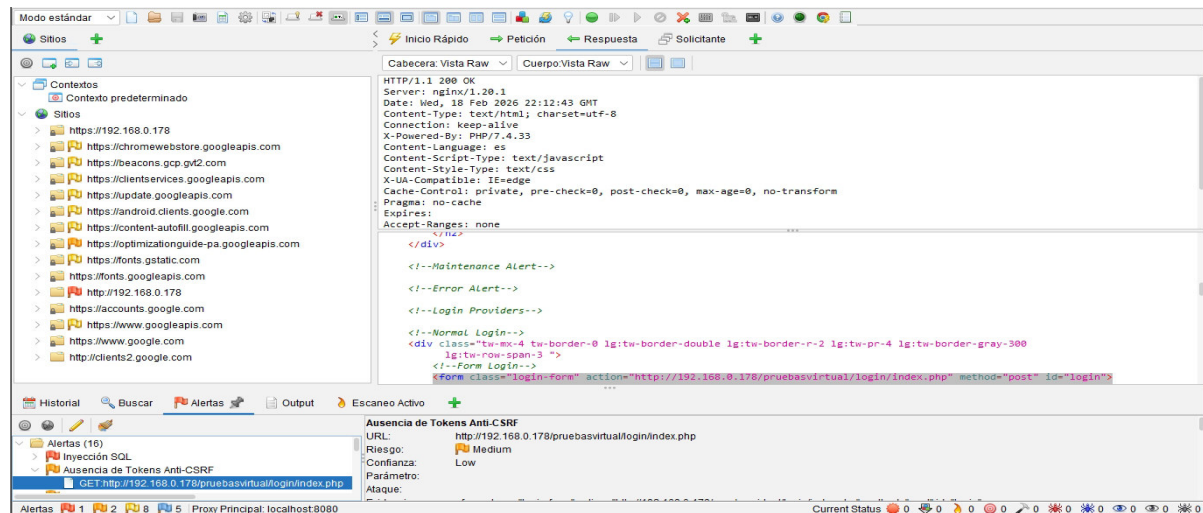 Modo estándar
Sitios
Inicio Rápido
Petición
Respuesta
Solicitante
Contextos
Contexto predeterminado
Sitios
https://192.168.0.178
https://chromewebstore.googleapis.com
https://beacons.gcp.gvt2.com
https://clientservices.googleapis.com
https://update.googleapis.com
https://android.clients.google.com
https://content-autofill.googleapis.com
https://optimizationguide-pa.googleapis.com
https://fonts.gstatic.com
https://fonts.googleapis.com
http://192.168.0.178
https://accounts.google.com
https://www.googleapis.com
https://www.google.com
http://clients2.google.com
Cabecera: Vista Raw
Cuerpo:Vista Raw
HTTP/1.1 200 OK
Server: nginx/1.20.1
Date: Wed, 18 Feb 2026 22:12:43 GMT
Content-Type: text/html; charset=utf-8
Connection: keep-alive
X-Powered-By: PHP/7.4.33
Content-Language: es
Content-Script-Type: text/javascript
Content-Style-Type: text/css
X-UA-Compatible: IE=edge
Cache-Control: private, pre-check=0, post-check=0, max-age=0, no-transform
Pragma: no-cache
Expires:
Accept-Ranges: none
</h2>
</div>
<!--Maintenance Alert-->
<!--Error Alert-->
<!--Login Providers-->
<!--Normal Login-->
<div class="tw-mx-4 tw-border-0 lg:tw-border-double lg:tw-border-r-2 lg:tw-pr-4 lg:tw-border-gray-300
lg:tw-row-span-3 ">
<!--Form Login-->
<form class="login-form" action="http://192.168.0.178/pruebasvirtual/login/index.php" method="post" id="login">
Historial
Buscar
Alertas
Output
Escaneo Activo
Alertas (16)
Inyección SQL
Ausencia de Tokens Anti-CSRF
GET:http://192.168.0.178/pruebasvirtual/login/index.php
Ausencia de Tokens Anti-CSRF
URL: http://192.168.0.178/pruebasvirtual/login/index.php
Riesgo: Medium
Confianza: Low
Parámetro:
Ataque:
Alertas 1 2 8 5 Proxy Principal: localhost:8080
Current Status 0 0 0 0 0 0 0 0 0 0